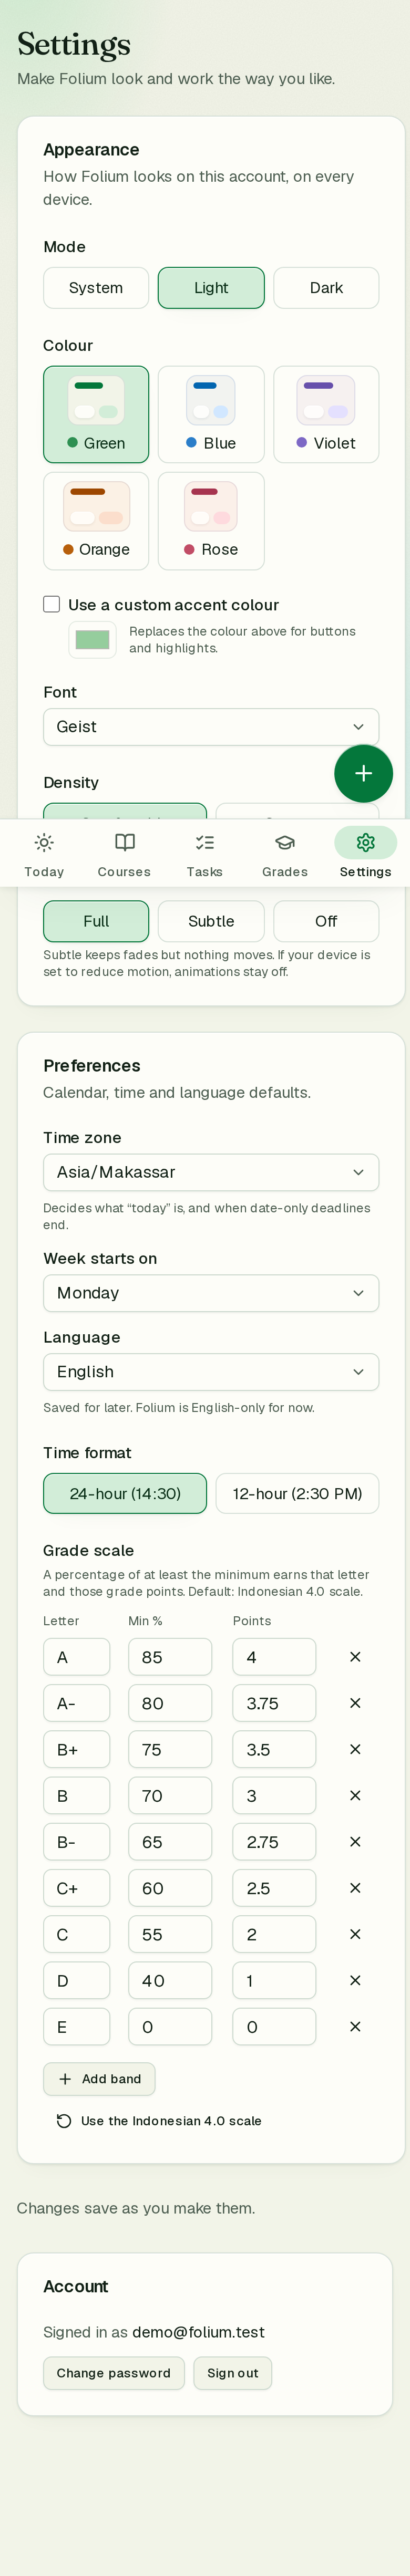 Settings
Make Folium look and work the way you like.
Appearance
How Folium looks on this account, on every
device.
Mode
System
Light
Dark
Colour
Green
Blue
Violet
Orange
Rose
Use a custom accent colour
Replaces the colour above for buttons
and highlights.
Font
Geist
Density
Today
Courses
Tasks
Grades
Settings
Full
Subtle
Off
Subtle keeps fades but nothing moves. If your device is
set to reduce motion, animations stay off.
Preferences
Calendar, time and language defaults.
Time zone
Asia/Makassar
Decides what “today” is, and when date-only deadlines
end.
Week starts on
Monday
Language
English
Saved for later. Folium is English-only for now.
Time format
24-hour (14:30)
12-hour (2:30 PM)
Grade scale
A percentage of at least the minimum earns that letter
and those grade points. Default: Indonesian 4.0 scale.
Letter Min % Points
A 85 4
A- 80 3.75
B+ 75 3.5
B 70 3
B- 65 2.75
C+ 60 2.5
C 55 2
D 40 1
E 0 0
Add band
Use the Indonesian 4.0 scale
Changes save as you make them.
Account
Signed in as demo@folium.test
Change password
Sign out